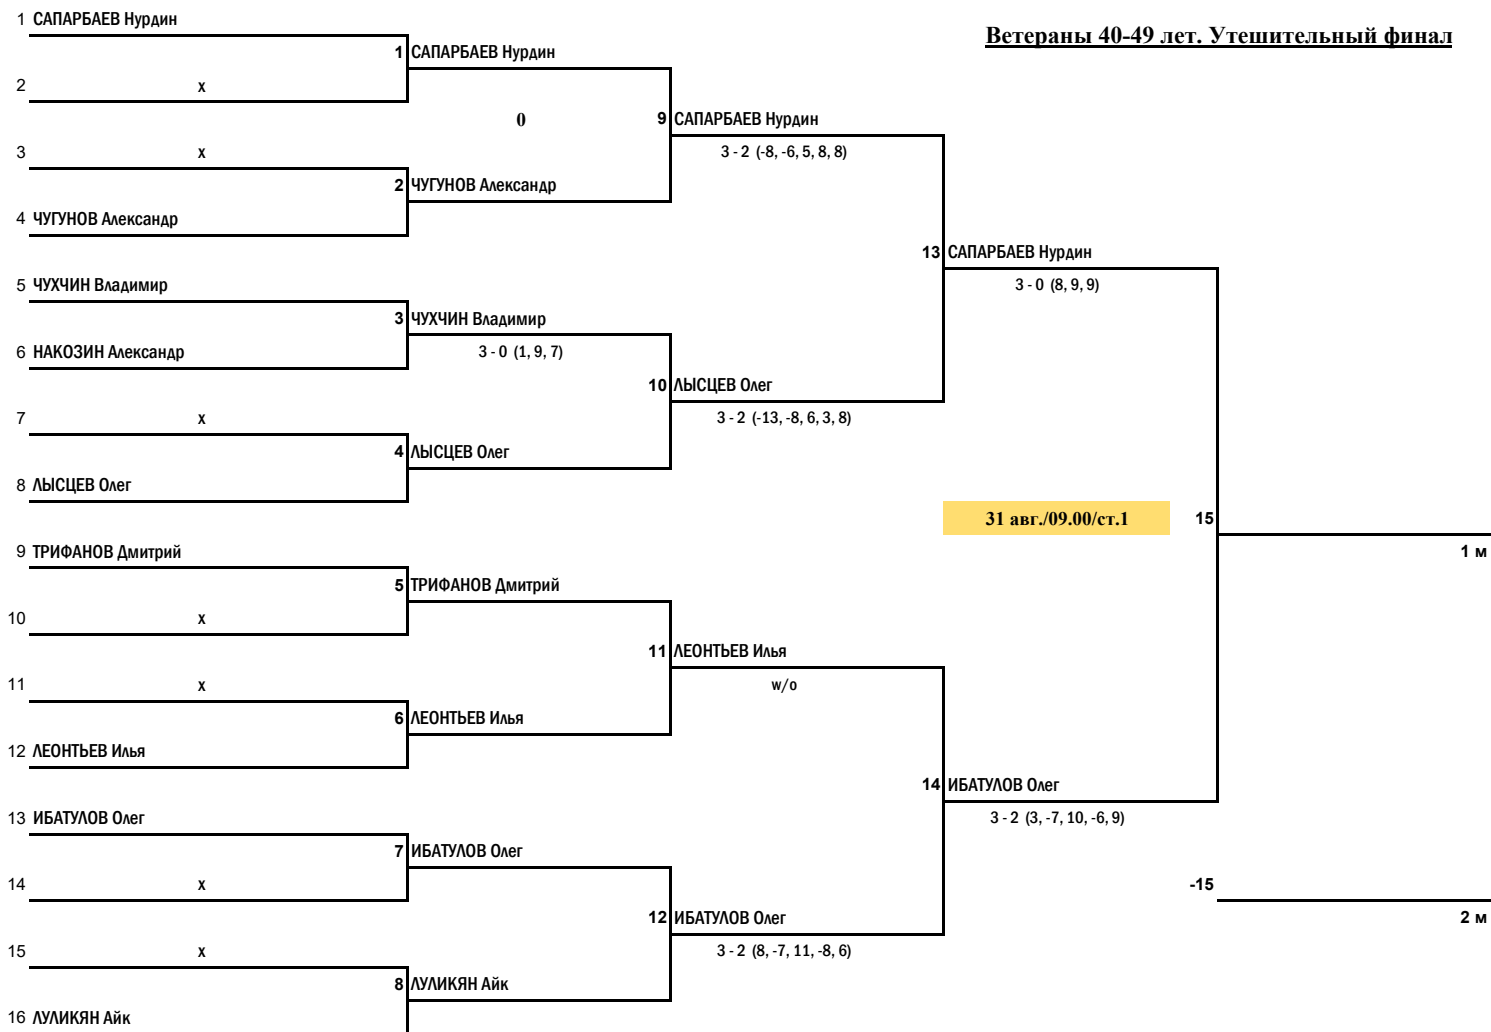 1 САПАРБАЕВ Нурдин
Ветераны 40-49 лет. Утешительный финал
1 САПАРБАЕВ Нурдин
2 х
0
9 САПАРБАЕВ Нурдин
3 х
3 - 2 (-8, -6, 5, 8, 8)
2 ЧУГУНОВ Александр
4 ЧУГУНОВ Александр
13 САПАРБАЕВ Нурдин
5 ЧУХЧИН Владимир
3 - 0 (8, 9, 9)
3 ЧУХЧИН Владимир
6 НАКОЗИН Александр
3 - 0 (1, 9, 7)
10 ЛЫСЦЕВ Олег
7 х
3 - 2 (-13, -8, 6, 3, 8)
4 ЛЫСЦЕВ Олег
8 ЛЫСЦЕВ Олег
31 авг./09.00/ст.1
15
9 ТРИФАНОВ Дмитрий
1 м
5 ТРИФАНОВ Дмитрий
10 х
11 ЛЕОНТЬЕВ Илья
11 х
w/o
6 ЛЕОНТЬЕВ Илья
12 ЛЕОНТЬЕВ Илья
14 ИБАТУЛОВ Олег
13 ИБАТУЛОВ Олег
3 - 2 (3, -7, 10, -6, 9)
7 ИБАТУЛОВ Олег
14 х
-15
12 ИБАТУЛОВ Олег
2 м
15 х
3 - 2 (8, -7, 11, -8, 6)
8 ЛУЛИКЯН Айк
16 ЛУЛИКЯН Айк